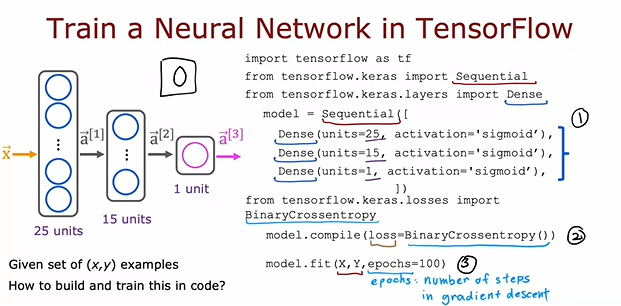 Train a Neural Network in TensorFlow
0
x⃗
a⃗[1]
a⃗[2]
a⃗[3]
1 unit
15 units
25 units
Given set of (x,y) examples
How to build and train this in code?
import tensorflow as tf
from tensorflow.keras import Sequential
from tensorflow.keras.layers import Dense
model = Sequential([
Dense(units=25, activation='sigmoid'),
Dense(units=15, activation='sigmoid'),
Dense(units=1, activation='sigmoid'),
])
①
from tensorflow.keras.losses import
BinaryCrossentropy
model.compile(loss=BinaryCrossentropy()) ②
model.fit(X,Y,epochs=100) ③
epochs: number of steps
in gradient descent